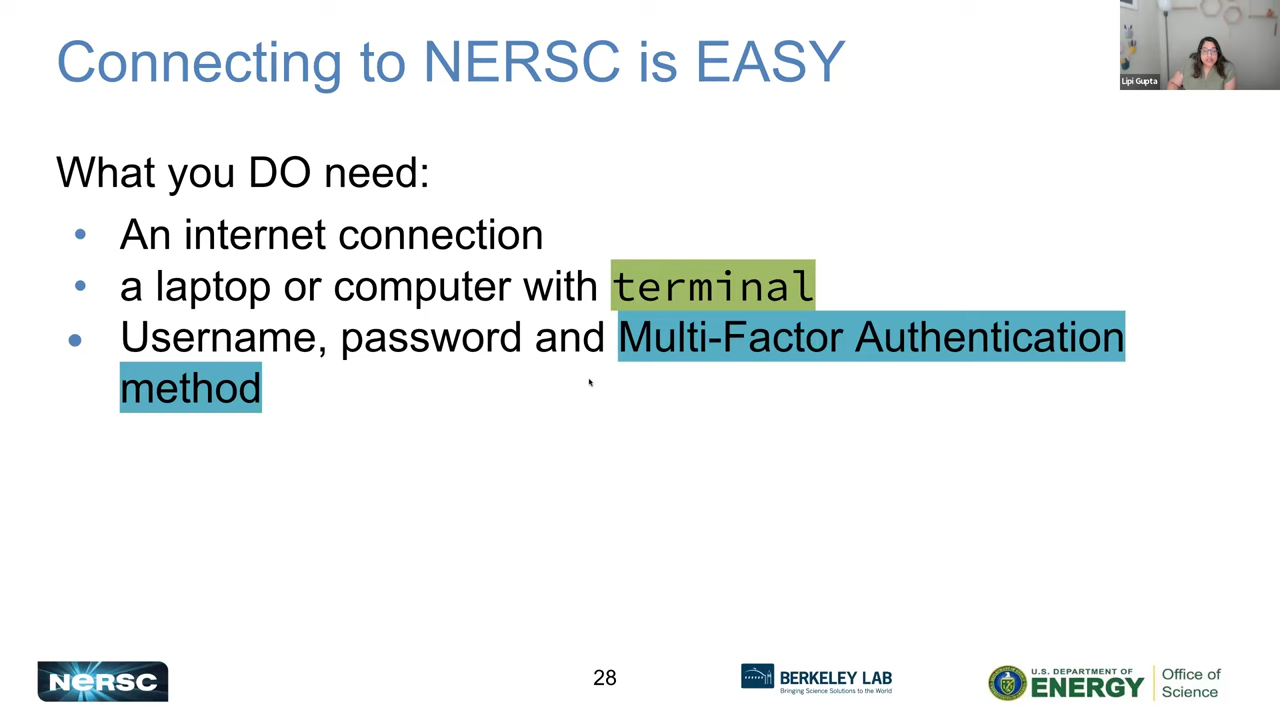 Connecting to NERSC is EASY
Lipi Gupta
What you DO need:
• An internet connection
• a laptop or computer with terminal
• Username, password and Multi-Factor Authentication
method
NERSC
28
BERKELEY LAB
Bringing Science Solutions to the World
U.S. DEPARTMENT OF
ENERGY
Office of
Science